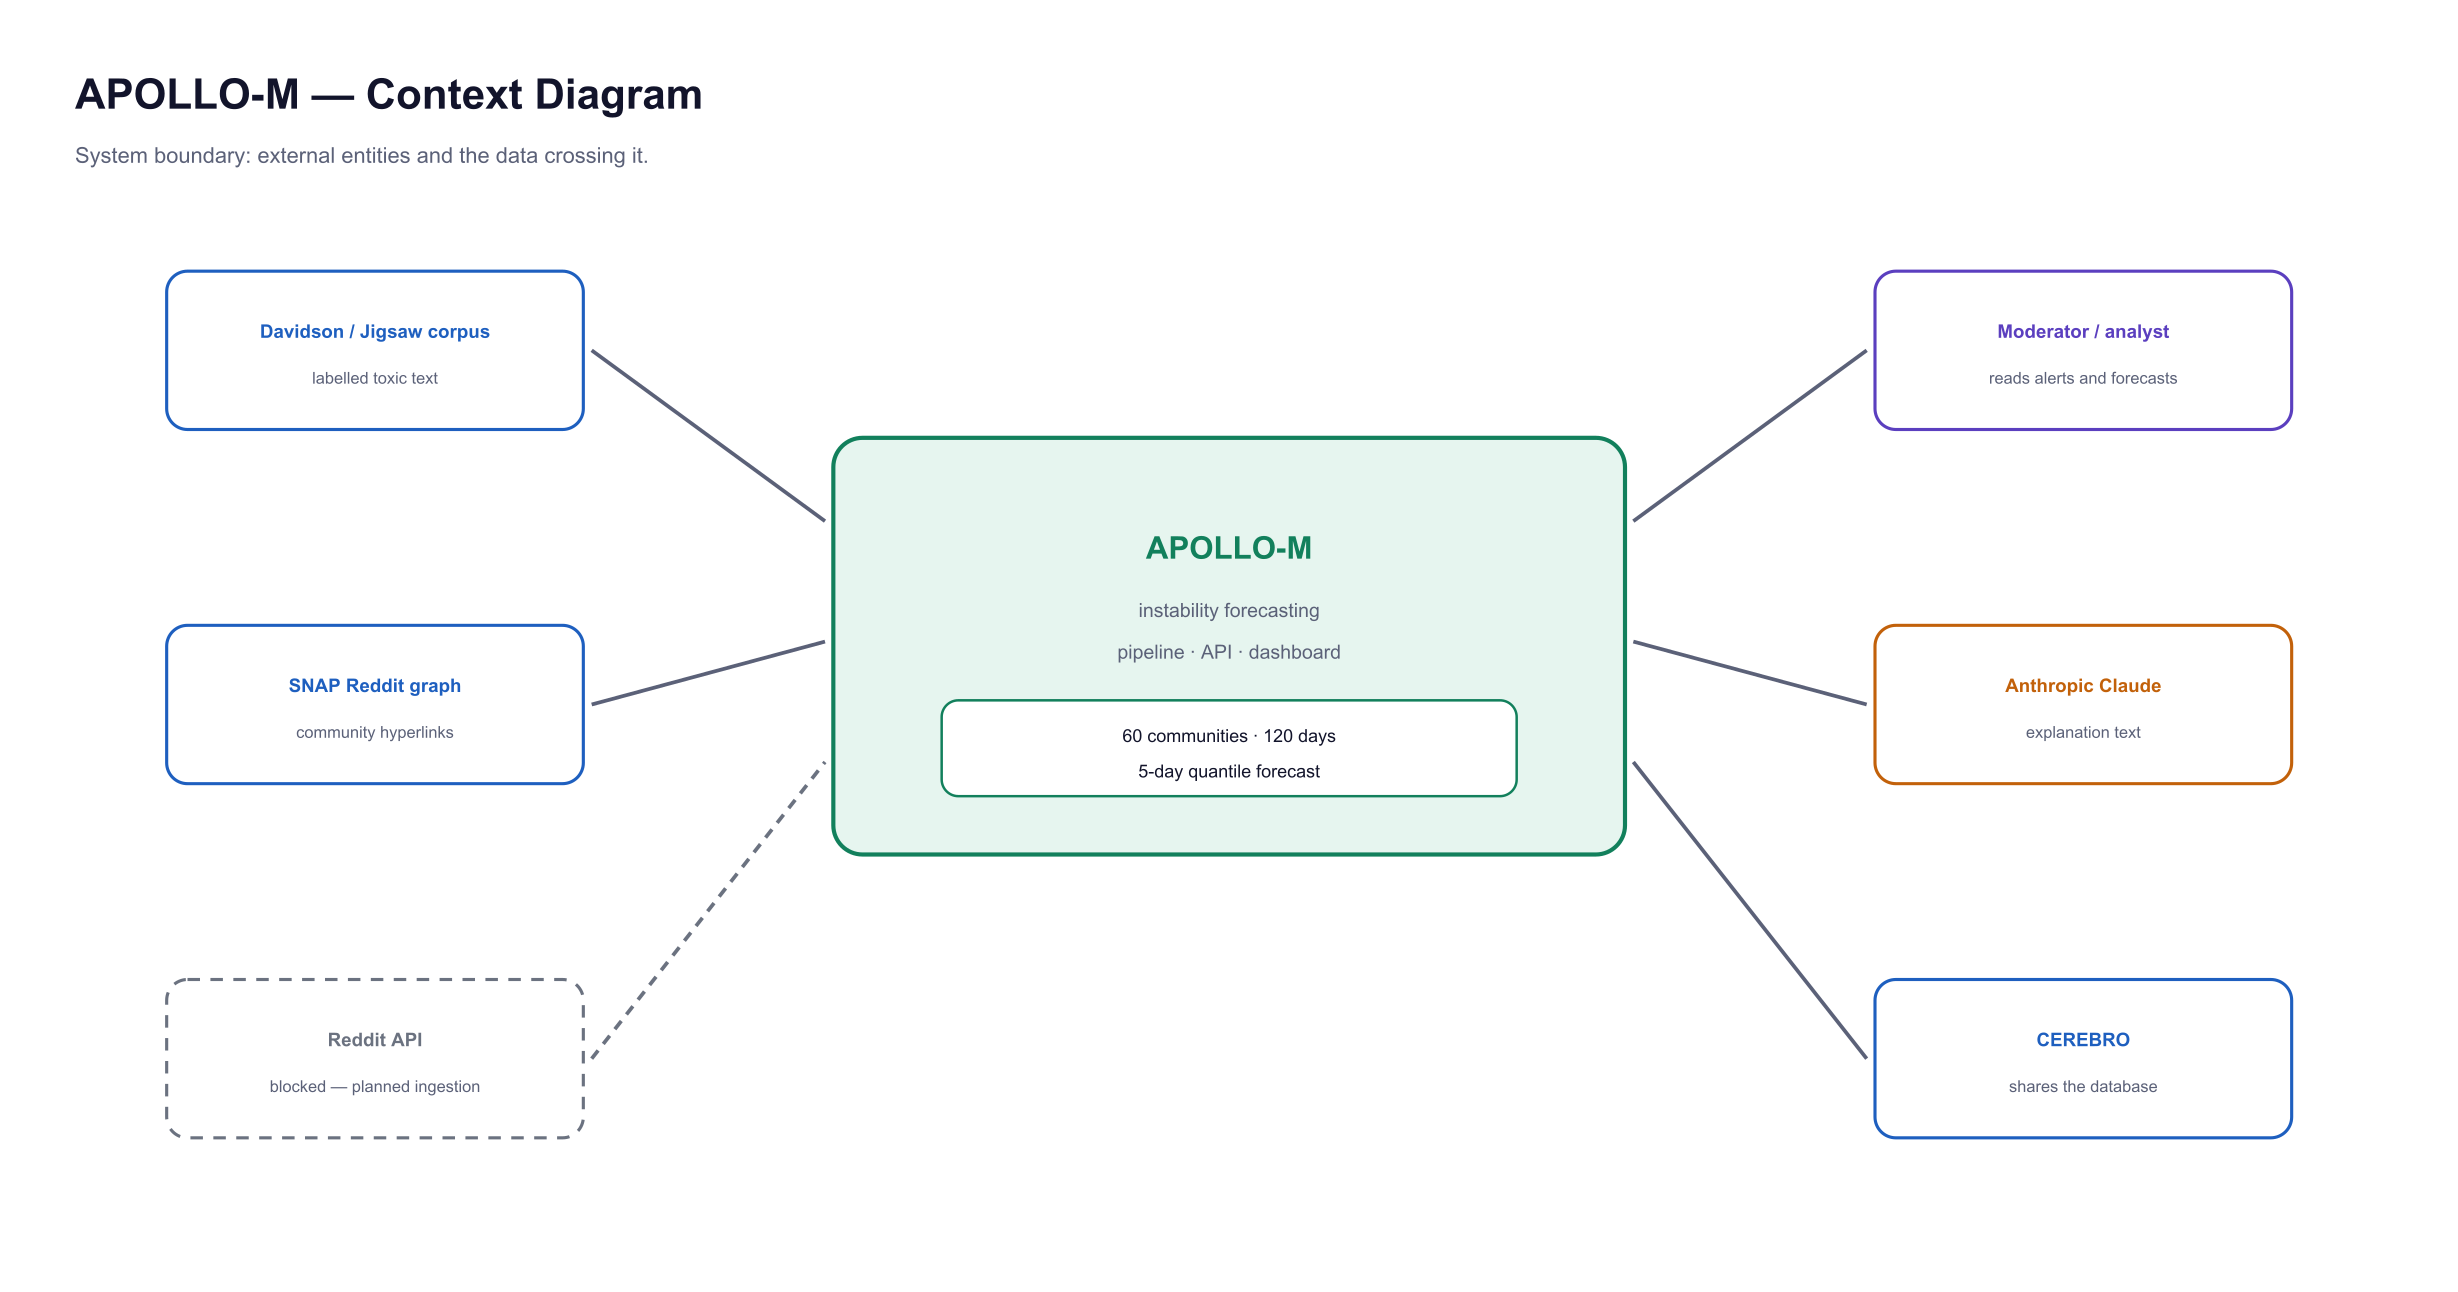 APOLLO-M — Context Diagram
System boundary: external entities and the data crossing it.
Davidson / Jigsaw corpus
labelled toxic text
SNAP Reddit graph
community hyperlinks
Reddit API
blocked — planned ingestion
APOLLO-M
instability forecasting
pipeline · API · dashboard
60 communities · 120 days
5-day quantile forecast
Moderator / analyst
reads alerts and forecasts
Anthropic Claude
explanation text
CEREBRO
shares the database